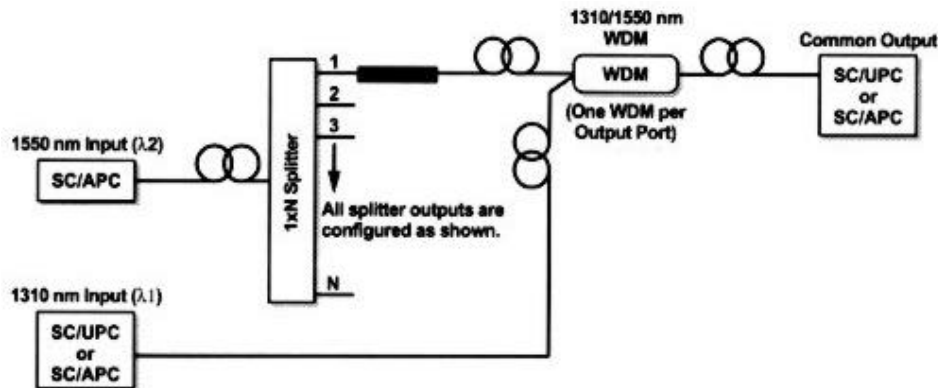 1310/1550 nm
WDM
WDM
(One WDM per
Output Port)
Common Output
SC/UPC
or
SC/APC
1550 nm Input (λ2)
SC/APC
1xN Splitter
1
2
3
N
All splitter outputs are
configured as shown.
1310 nm Input (λ1)
SC/UPC
or
SC/APC